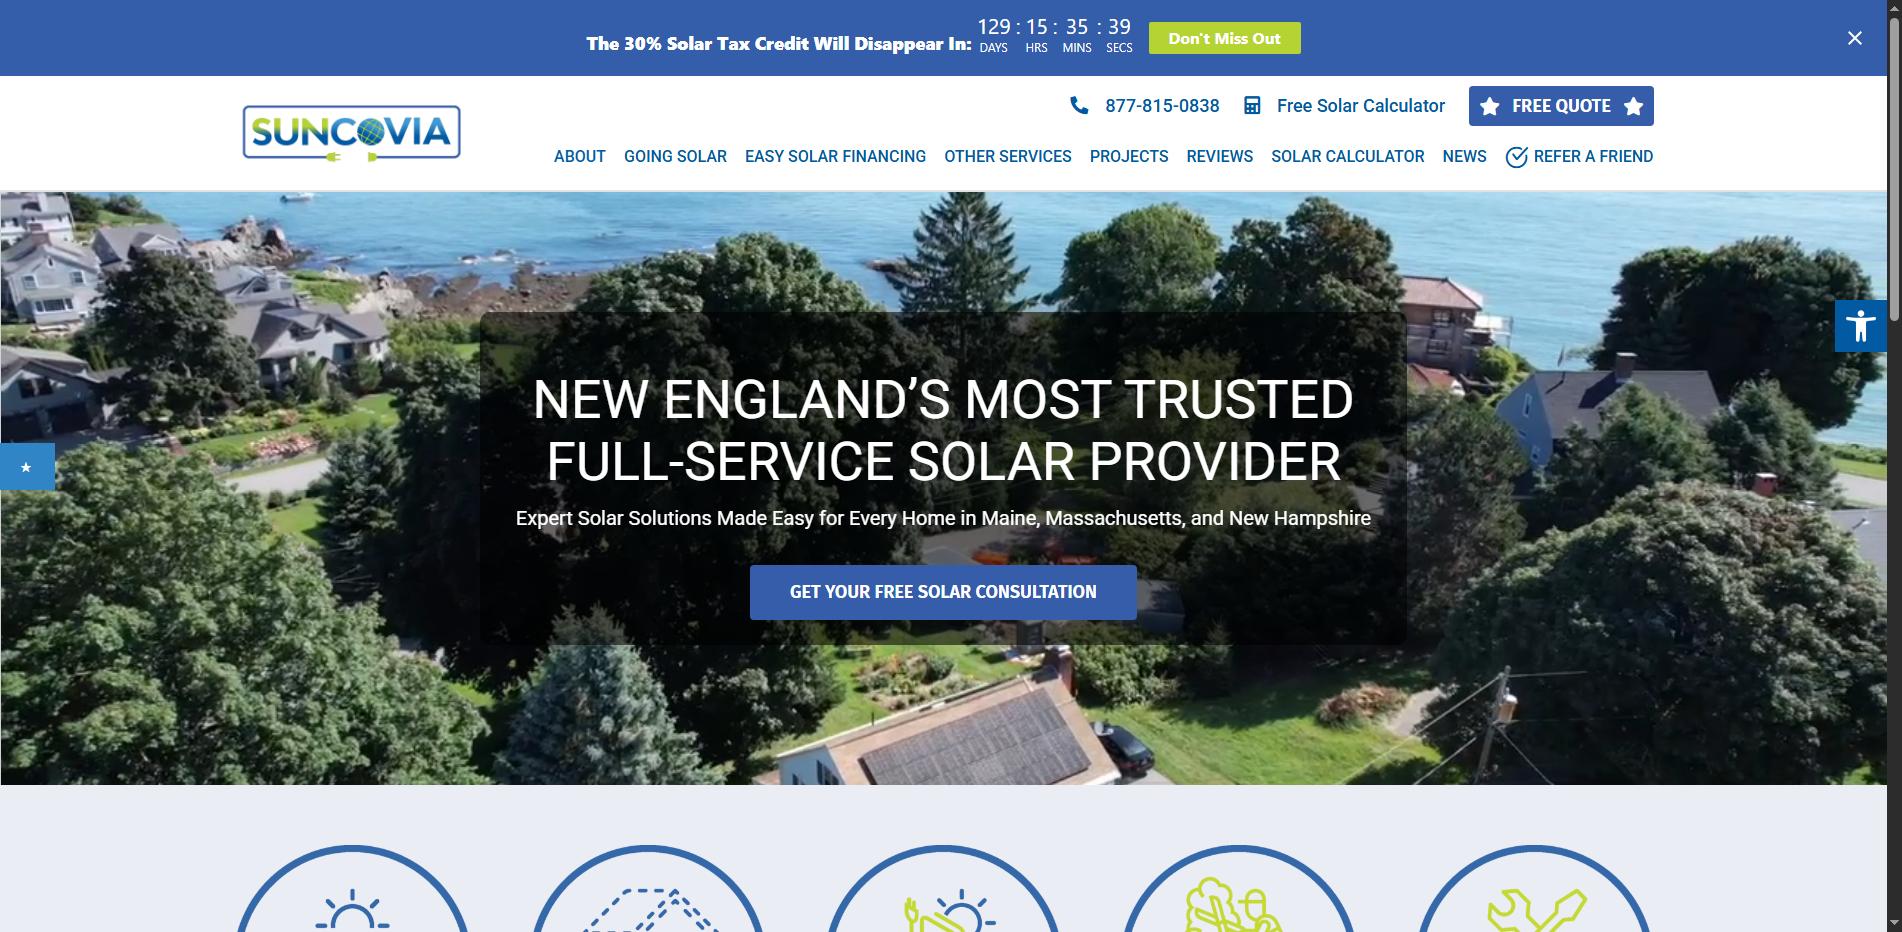 The 30% Solar Tax Credit Will Disappear In:
129 : 15 : 35 : 39
DAYS HRS MINS SECS
Don't Miss Out
SUNCOVIA
877-815-0838
Free Solar Calculator
FREE QUOTE
ABOUT
GOING SOLAR
EASY SOLAR FINANCING
OTHER SERVICES
PROJECTS
REVIEWS
SOLAR CALCULATOR
NEWS
REFER A FRIEND
NEW ENGLAND’S MOST TRUSTED
FULL-SERVICE SOLAR PROVIDER
Expert Solar Solutions Made Easy for Every Home in Maine, Massachusetts, and New Hampshire
GET YOUR FREE SOLAR CONSULTATION